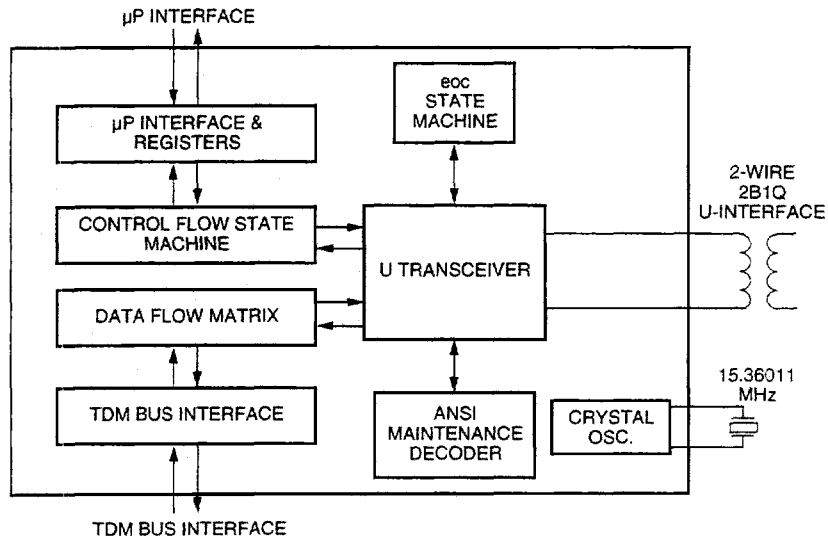 µP INTERFACE
µP INTERFACE &
REGISTERS
eoc
STATE
MACHINE
CONTROL FLOW STATE
MACHINE
U TRANSCEIVER
2-WIRE
2B1Q
U-INTERFACE
DATA FLOW MATRIX
TDM BUS INTERFACE
ANSI
MAINTENANCE
DECODER
CRYSTAL
OSC.
15.36011
MHz
TDM BUS INTERFACE